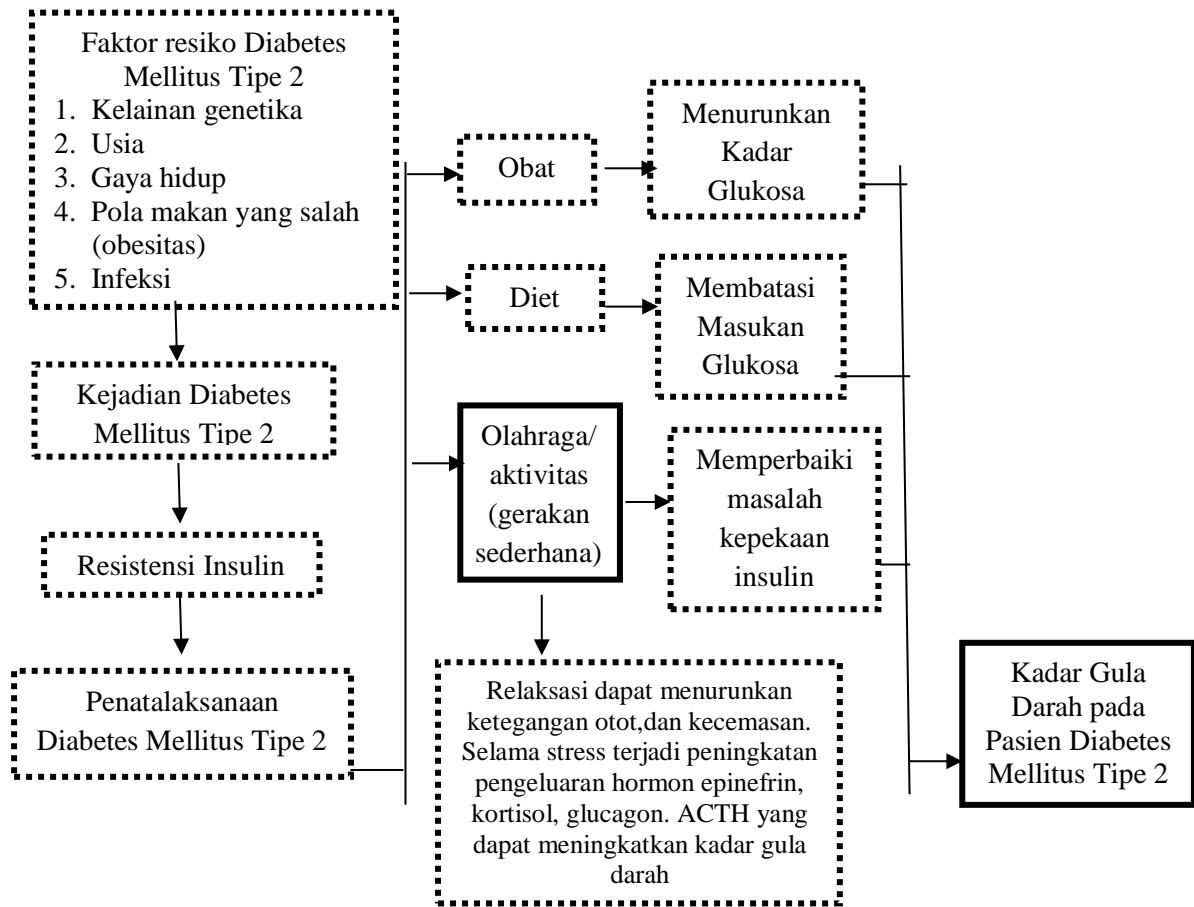 Faktor resiko Diabetes
Mellitus Tipe 2
1. Kelainan genetika
2. Usia
3. Gaya hidup
4. Pola makan yang salah
(obesitas)
5. Infeksi
Kejadian Diabetes
Mellitus Tipe 2
Resistensi Insulin
Penatalaksanaan
Diabetes Mellitus Tipe 2
Obat
Menurunkan
Kadar
Glukosa
Diet
Membatasi
Masukan
Glukosa
Olahraga/
aktivitas
(gerakan
sederhana)
Memperbaiki
masalah
kepekaan
insulin
Relaksasi dapat menurunkan
ketegangan otot,dan kecemasan.
Selama stress terjadi peningkatan
pengeluaran hormon epinefrin,
kortisol, glucagon. ACTH yang
dapat meningkatkan kadar gula
darah
Kadar Gula
Darah pada
Pasien Diabetes
Mellitus Tipe 2